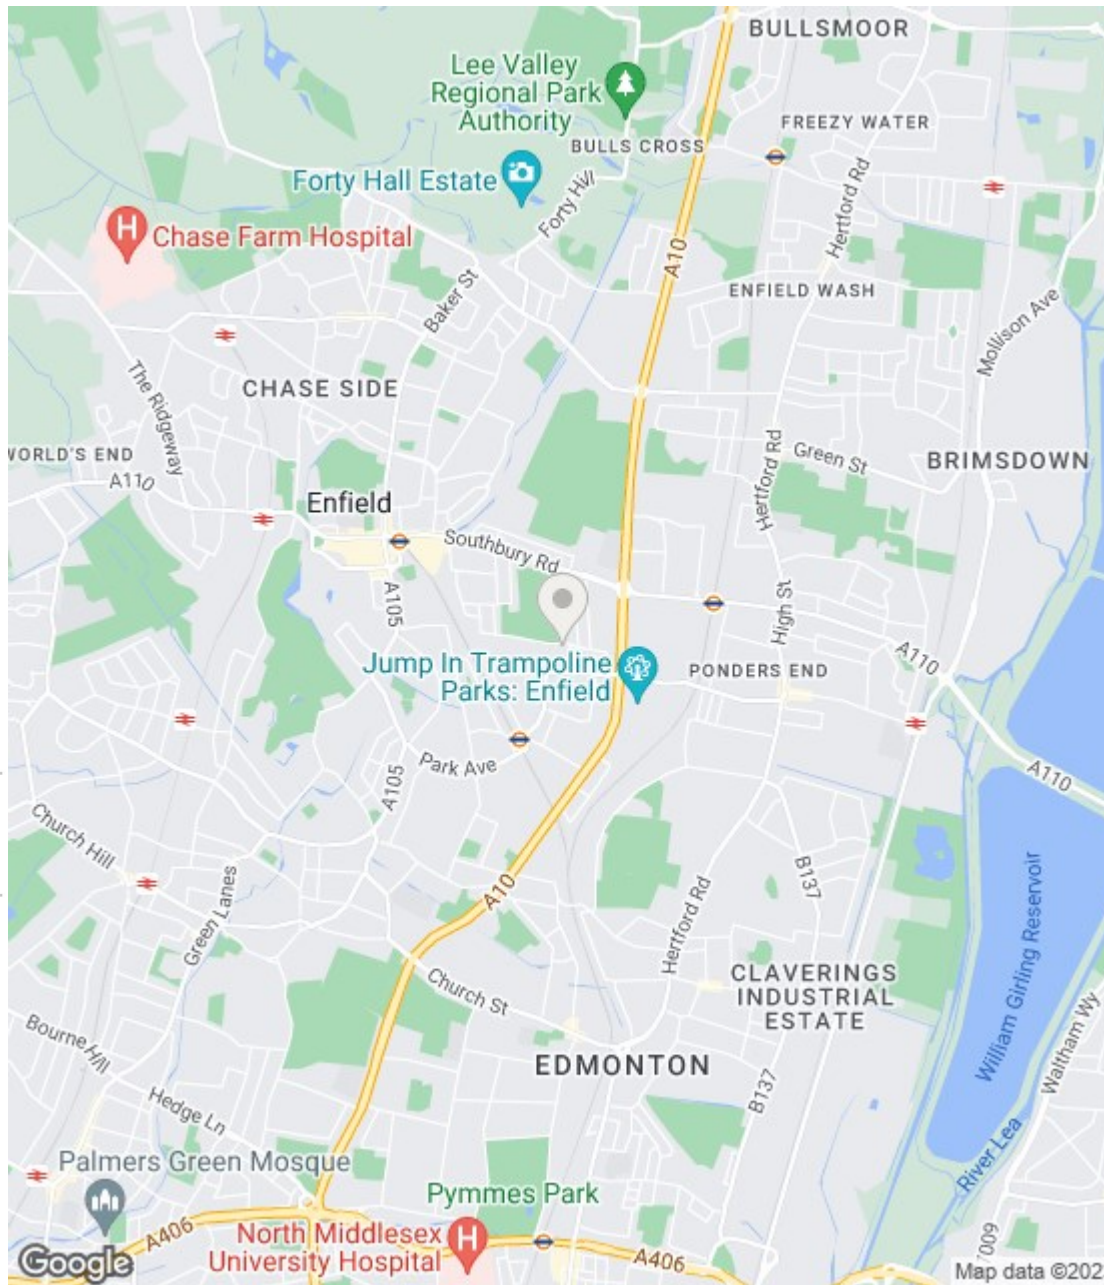 BULLSMOOR
Lee Valley
Regional Park
Authority
FREEZY WATER
BULLS CROSS
Forty Hall Estate
Forty Hill
Hertford Rd
Chase Farm Hospital
A10
ENFIELD WASH
Baker St
Mollison Ave
The Ridgeway
CHASE SIDE
WORLD'S END
Hertford Rd
Green St
BRIMSDOWN
A110
Enfield
Southbury Rd
A105
High St
A110
Jump In Trampoline
Parks: Enfield
PONDERS END
Park Ave
A105
A110
Church Hill
Green Lanes
A10
B137
Hertford Rd
William Girling Reservoir
CLAVERINGS
INDUSTRIAL
ESTATE
Church St
Bourne Hill
EDMONTON
Waltham Wy
B137
Hedge Ln
River Lea
Palmers Green Mosque
Pymmes Park
A406
North Middlesex
University Hospital
A406
Google
Map data ©202